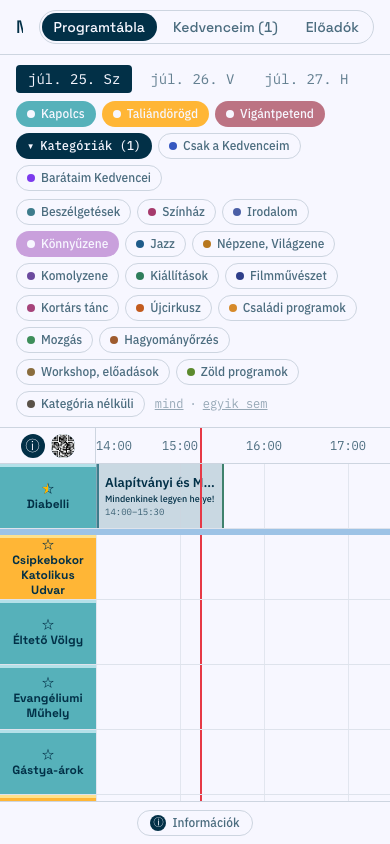 Programtábla Kedvenceim (1) Előadók
júl. 25. Sz júl. 26. V júl. 27. H
Kapolcs Taliándörögd Vigántpetend
▾ Kategóriák (1) Csak a Kedvenceim
Barátaim Kedvencei
Beszélgetések Színház Irodalom
Könnyűzene Jazz Népzene, Világzene
Komolyzene Kiállítások Filmművészet
Kortárs tánc Újcirkusz Családi programok
Mozgás Hagyományőrzés
Workshop, előadások Zöld programok
Kategória nélküli mind · egyik sem
14:00 15:00 16:00 17:00
Diabelli
Alapítványi és M...
Mindenkinek legyen helye!
14:00–15:30
Csipkebokor
Katolikus
Udvar
Éltető Völgy
Evangéliumi
Műhely
Gástya-árok
Információk